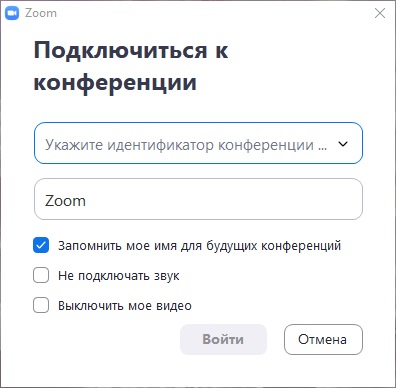 Zoom
Подключиться к
конференции
Укажите идентификатор конференции ...
Zoom
Запомнить мое имя для будущих конференций
Не подключать звук
Выключить мое видео
Войти
Отмена